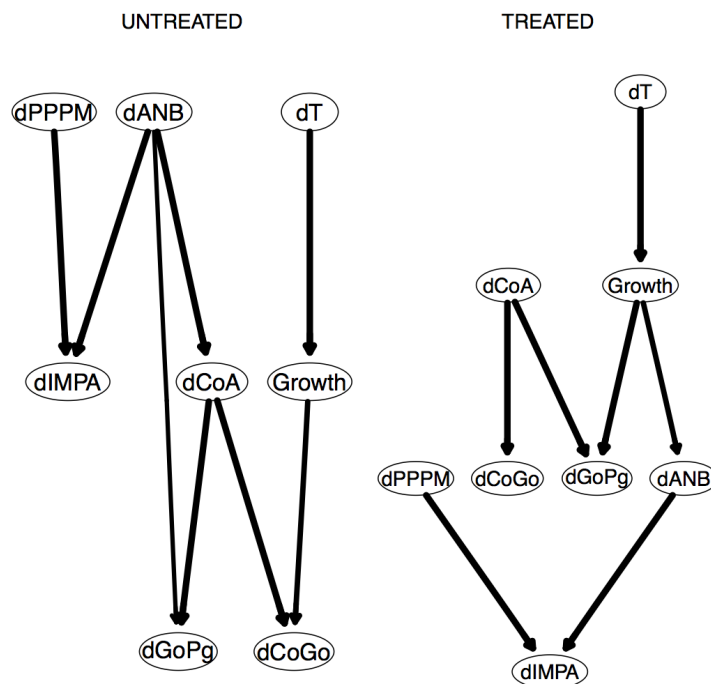 UNTREATED
dPPPM dANB dT
dIMPA dCoA Growth
dGoPg dCoGo
TREATED
dT
dCoA Growth
dPPPM dCoGo dGoPg dANB
dIMPA